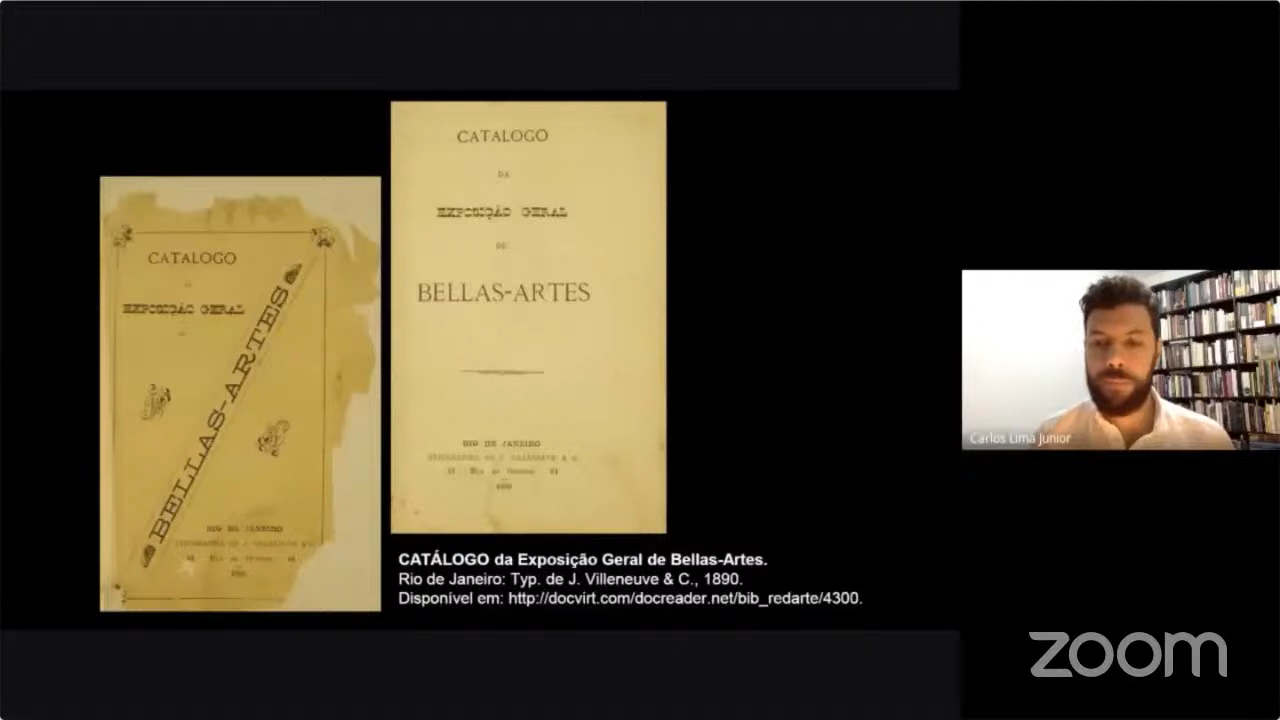 CATALOGO
EXPOSIÇÃO GERAL
BELLAS-ARTES
RIO DE JANEIRO
CATALOGO
DA
EXPOSIÇÃO GERAL
DE
BELLAS-ARTES
RIO DE JANEIRO
1890
CATÁLOGO da Exposição Geral de Bellas-Artes.
Rio de Janeiro: Typ. de J. Villeneuve & C., 1890.
Disponível em: http://docvirt.com/docreader.net/bib_redarte/4300.
Carlos Lima Junior
zoom